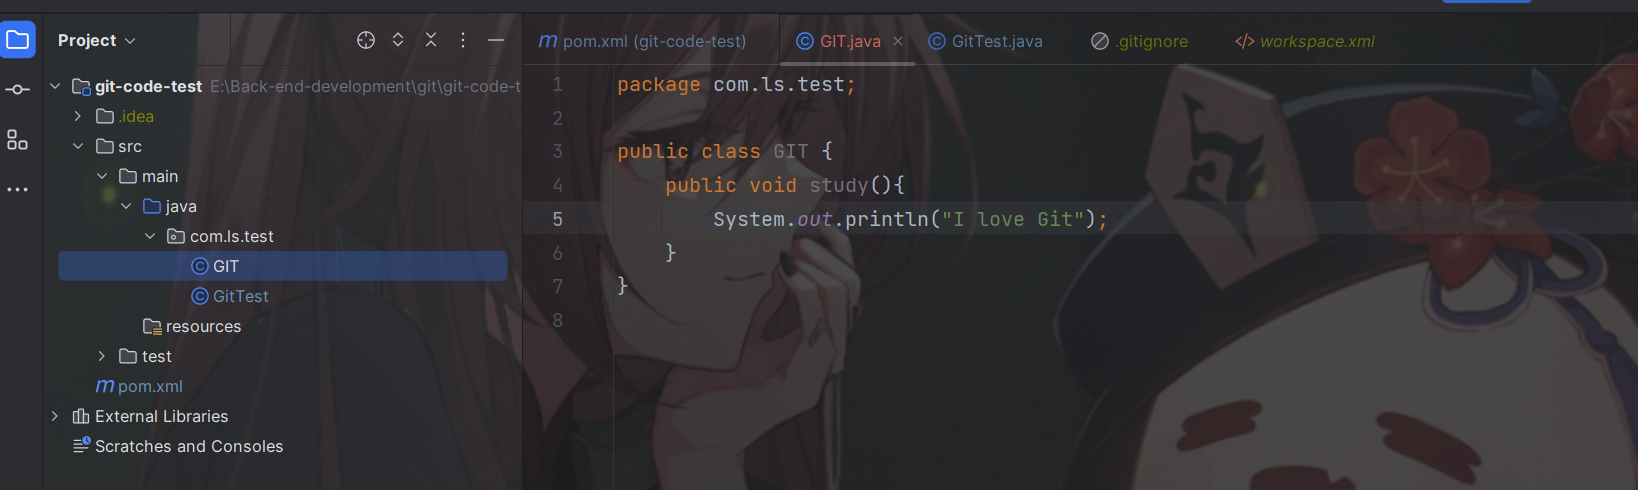 Project
git-code-test E:\Back-end-development\git\git-code-t
.idea
src
main
java
com.ls.test
GIT
GitTest
resources
test
pom.xml
External Libraries
Scratches and Consoles
pom.xml (git-code-test) GIT.java GitTest.java .gitignore workspace.xml
1 package com.ls.test;
2
3 public class GIT {
4 public void study(){
5 System.out.println("I love Git");
6 }
7 }
8